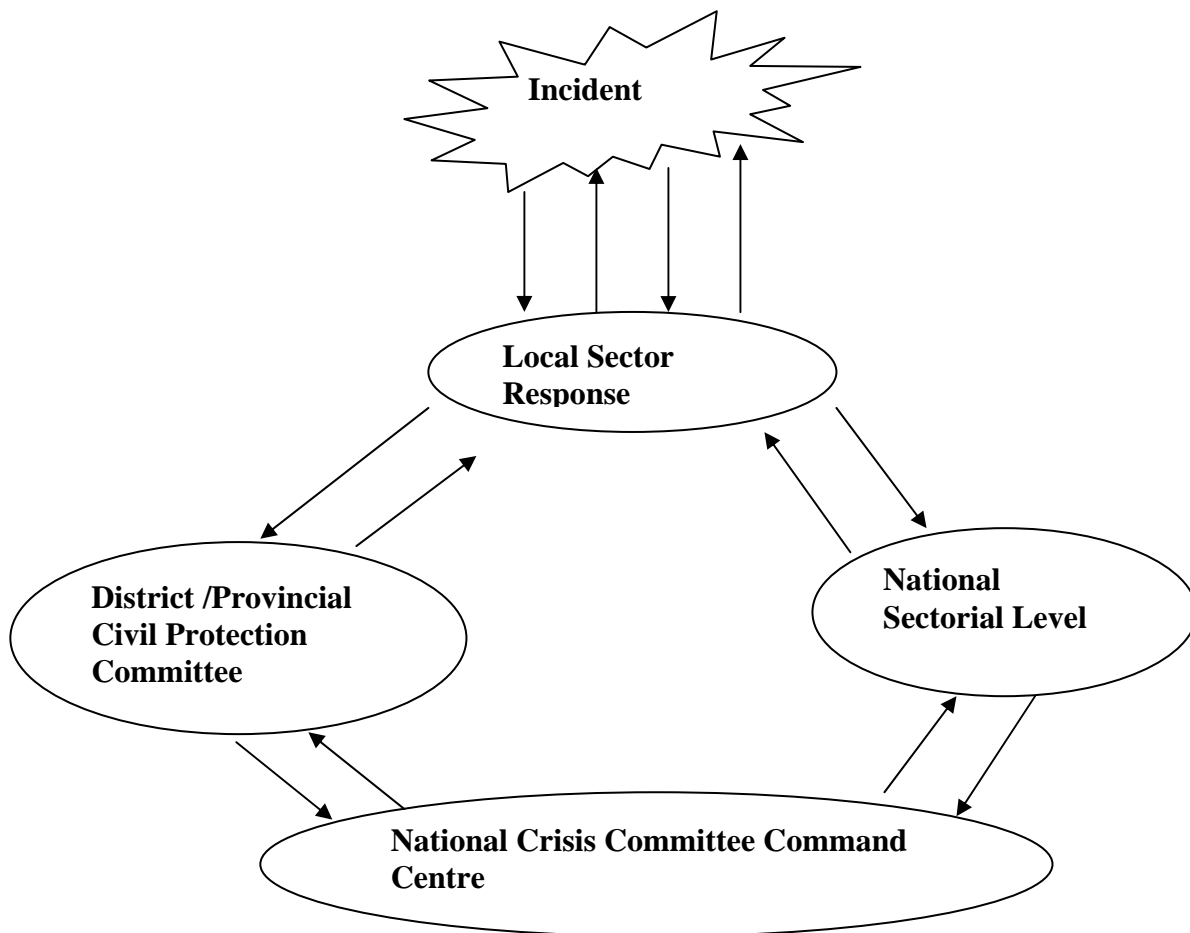 Incident
Local Sector
Response
District /Provincial
Civil Protection
Committee
National
Sectorial Level
National Crisis Committee Command
Centre